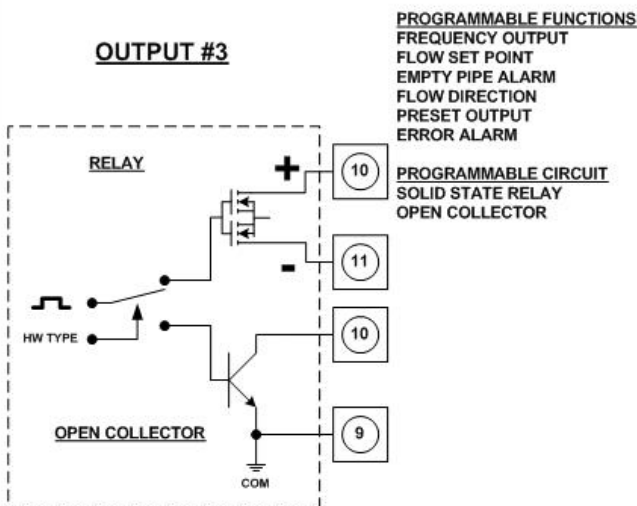 OUTPUT #3
PROGRAMMABLE FUNCTIONS
FREQUENCY OUTPUT
FLOW SET POINT
EMPTY PIPE ALARM
FLOW DIRECTION
PRESET OUTPUT
ERROR ALARM
PROGRAMMABLE CIRCUIT
SOLID STATE RELAY
OPEN COLLECTOR
RELAY
+
10
-
11
10
HW TYPE
OPEN COLLECTOR
9
COM